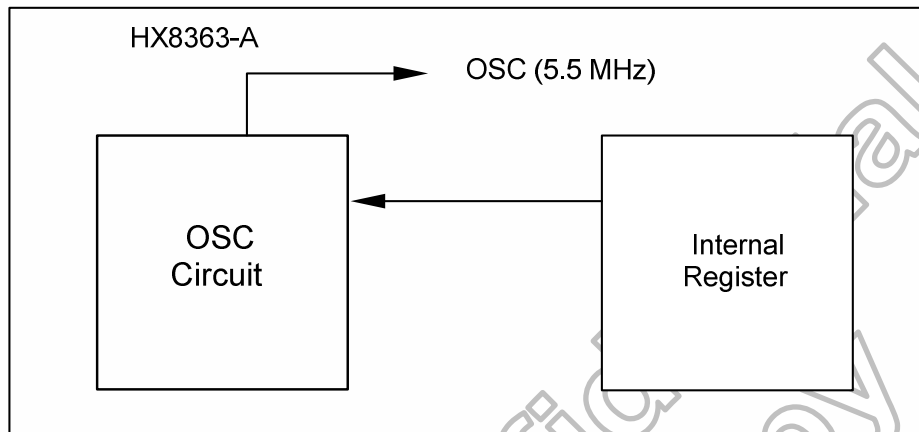 HX8363-A
OSC (5.5 MHz)
OSC
Circuit
Internal
Register